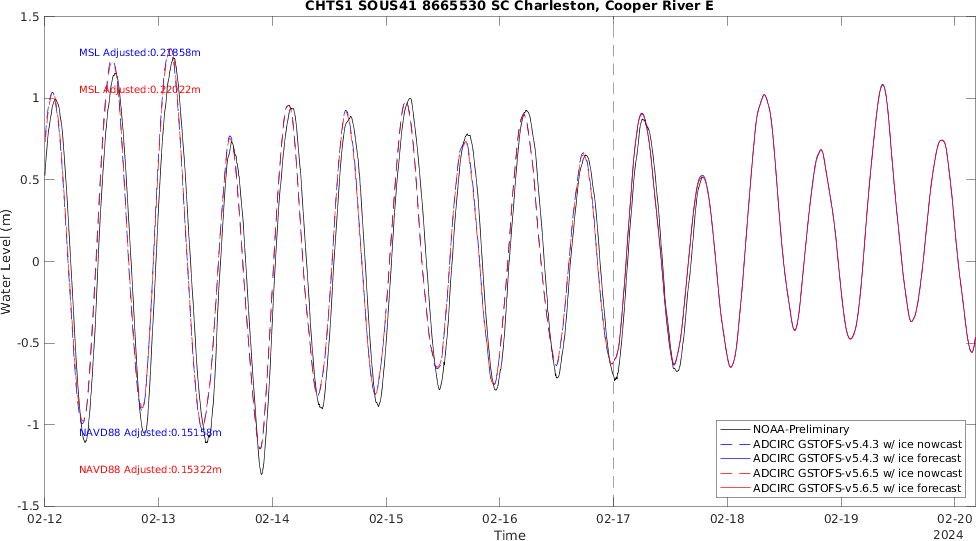 CHTS1 SOUS41 8665530 SC Charleston, Cooper River E
1.5
MSL Adjusted:0.21858m
MSL Adjusted:0.22022m
1
0.5
0
-0.5
-1
-1.5
Water Level (m)
NAVD88 Adjusted:0.15158m
NAVD88 Adjusted:0.15322m
NOAA-Preliminary
ADCIRC GSTOFS-v5.4.3 w/ ice nowcast
ADCIRC GSTOFS-v5.4.3 w/ ice forecast
ADCIRC GSTOFS-v5.6.5 w/ ice nowcast
ADCIRC GSTOFS-v5.6.5 w/ ice forecast
02-12 02-13 02-14 02-15 02-16 02-17 02-18 02-19 02-20
Time
2024